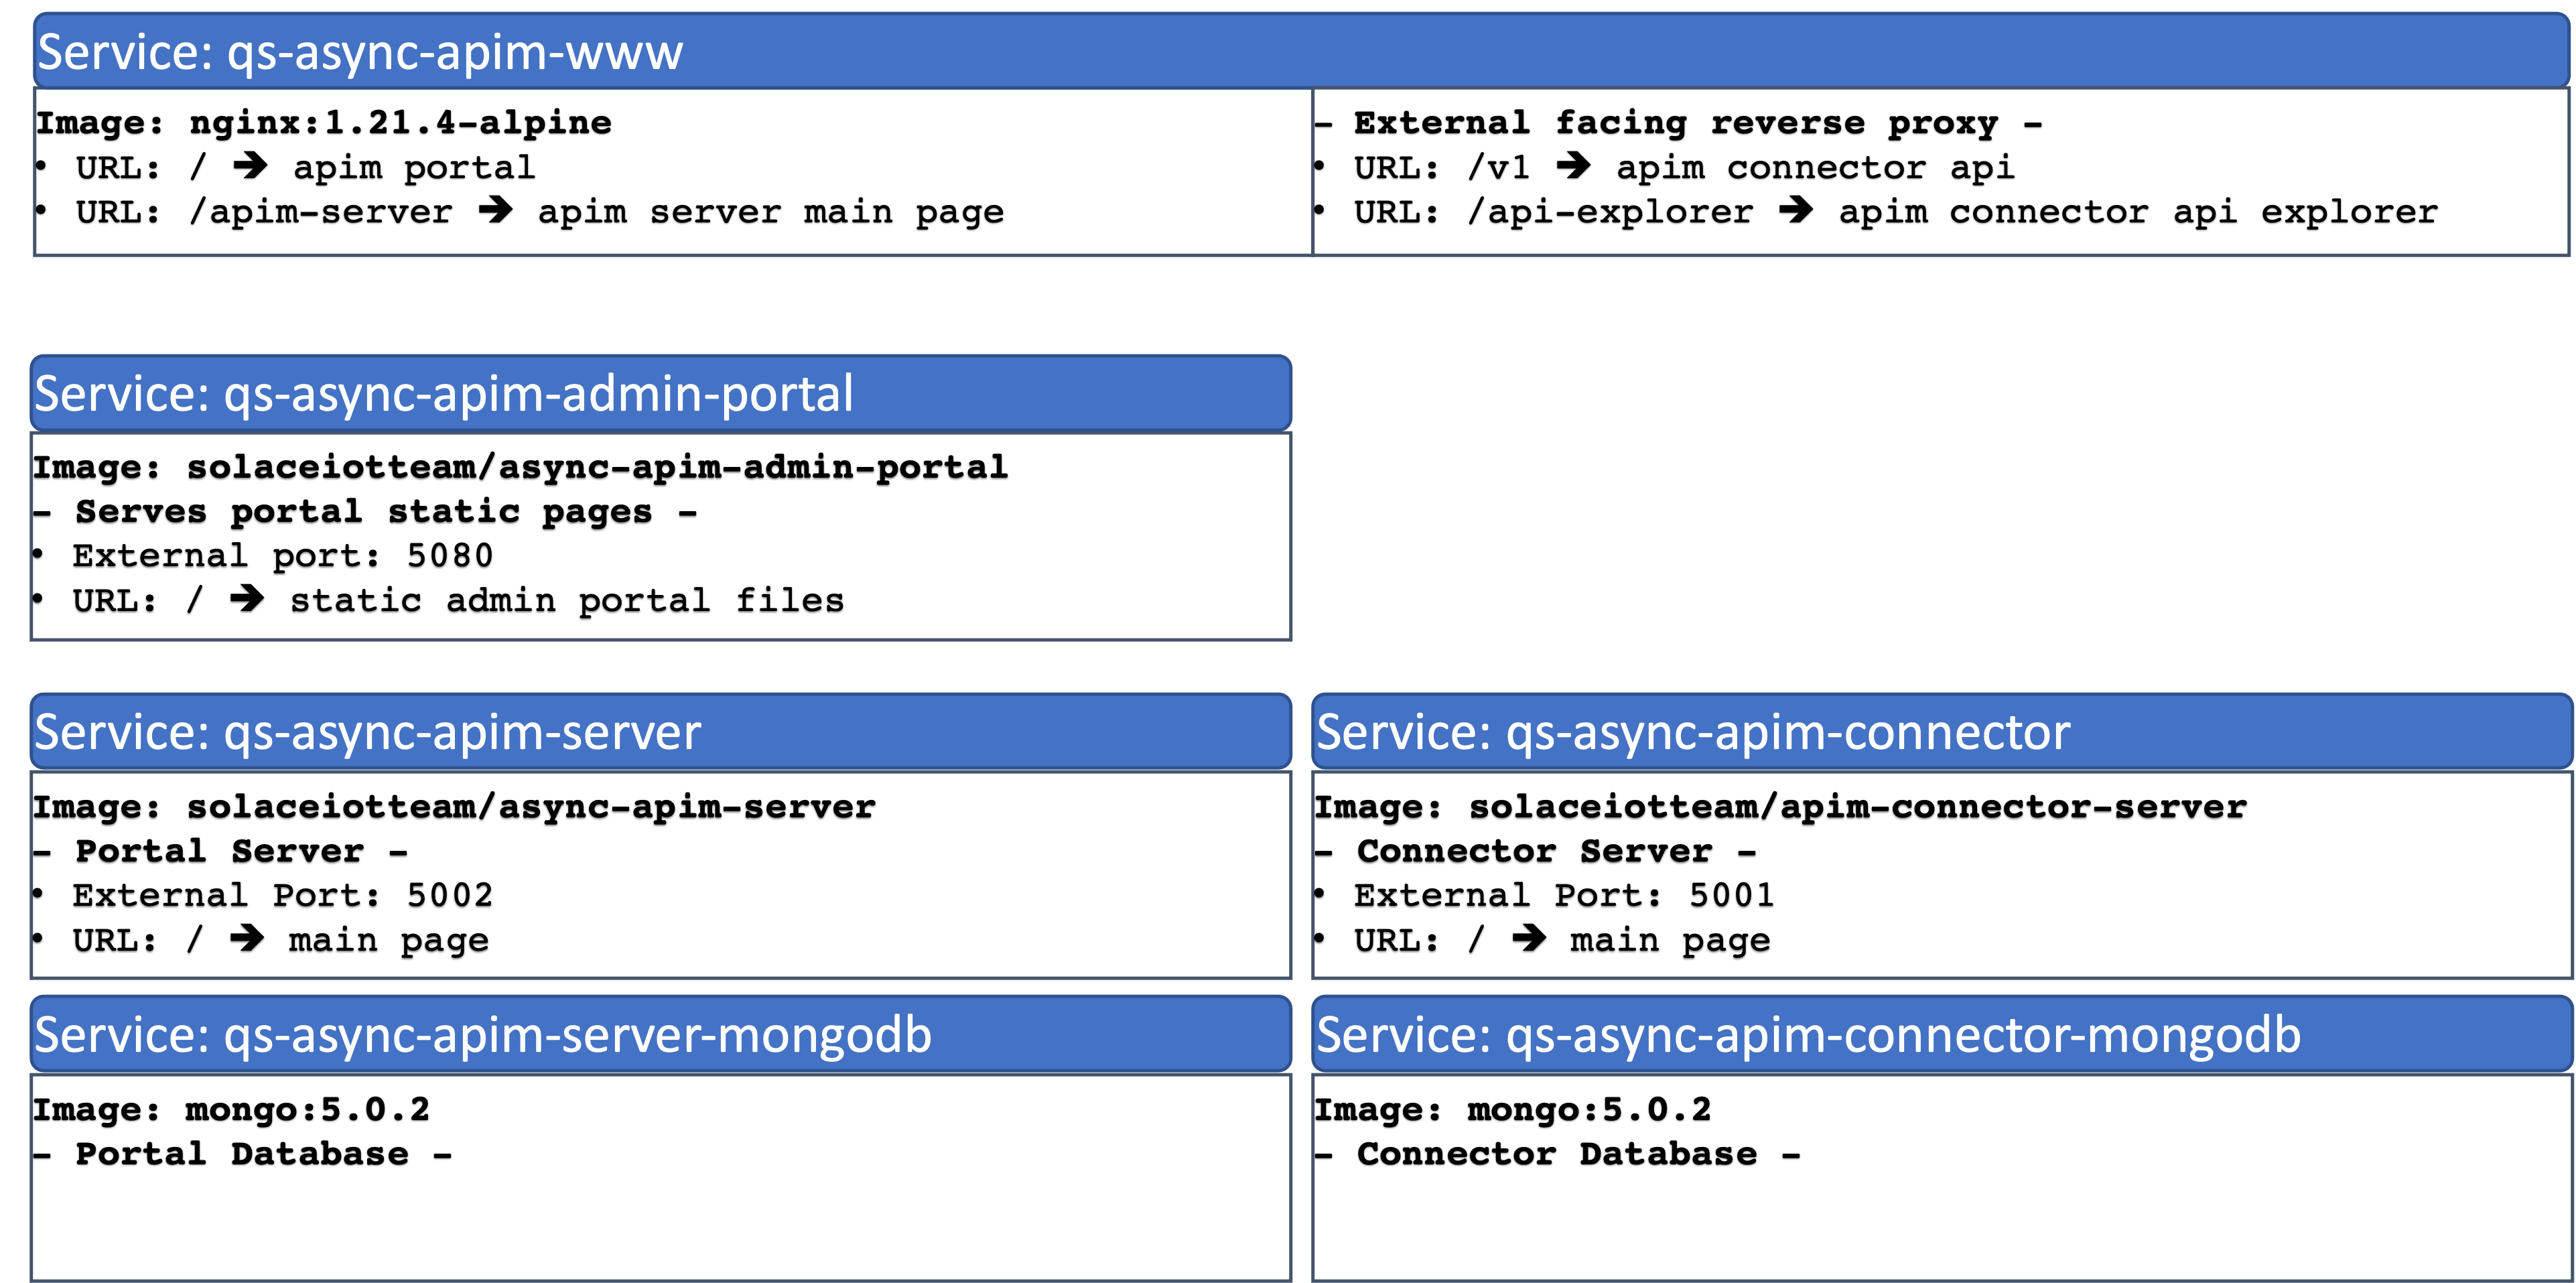 Service: qs-async-apim-www
Image: nginx:1.21.4-alpine
• URL: / ➔ apim portal
• URL: /apim-server ➔ apim server main page
- External facing reverse proxy -
• URL: /v1 ➔ apim connector api
• URL: /api-explorer ➔ apim connector api explorer
Service: qs-async-apim-admin-portal
Image: solaceiotteam/async-apim-admin-portal
- Serves portal static pages -
• External port: 5080
• URL: / ➔ static admin portal files
Service: qs-async-apim-server
Image: solaceiotteam/async-apim-server
- Portal Server -
• External Port: 5002
• URL: / ➔ main page
Service: qs-async-apim-connector
Image: solaceiotteam/apim-connector-server
- Connector Server -
• External Port: 5001
• URL: / ➔ main page
Service: qs-async-apim-server-mongodb
Image: mongo:5.0.2
- Portal Database -
Service: qs-async-apim-connector-mongodb
Image: mongo:5.0.2
- Connector Database -